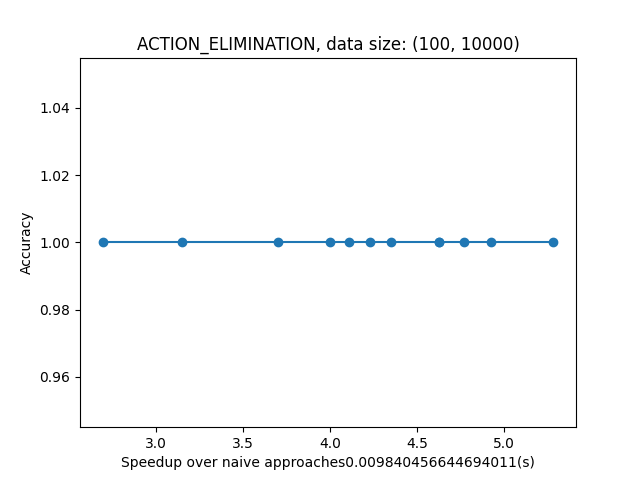 ACTION_ELIMINATION, data size: (100, 10000)
Accuracy
1.04
1.02
1.00
0.98
0.96
3.0 3.5 4.0 4.5 5.0
Speedup over naive approaches0.009840456644694011(s)